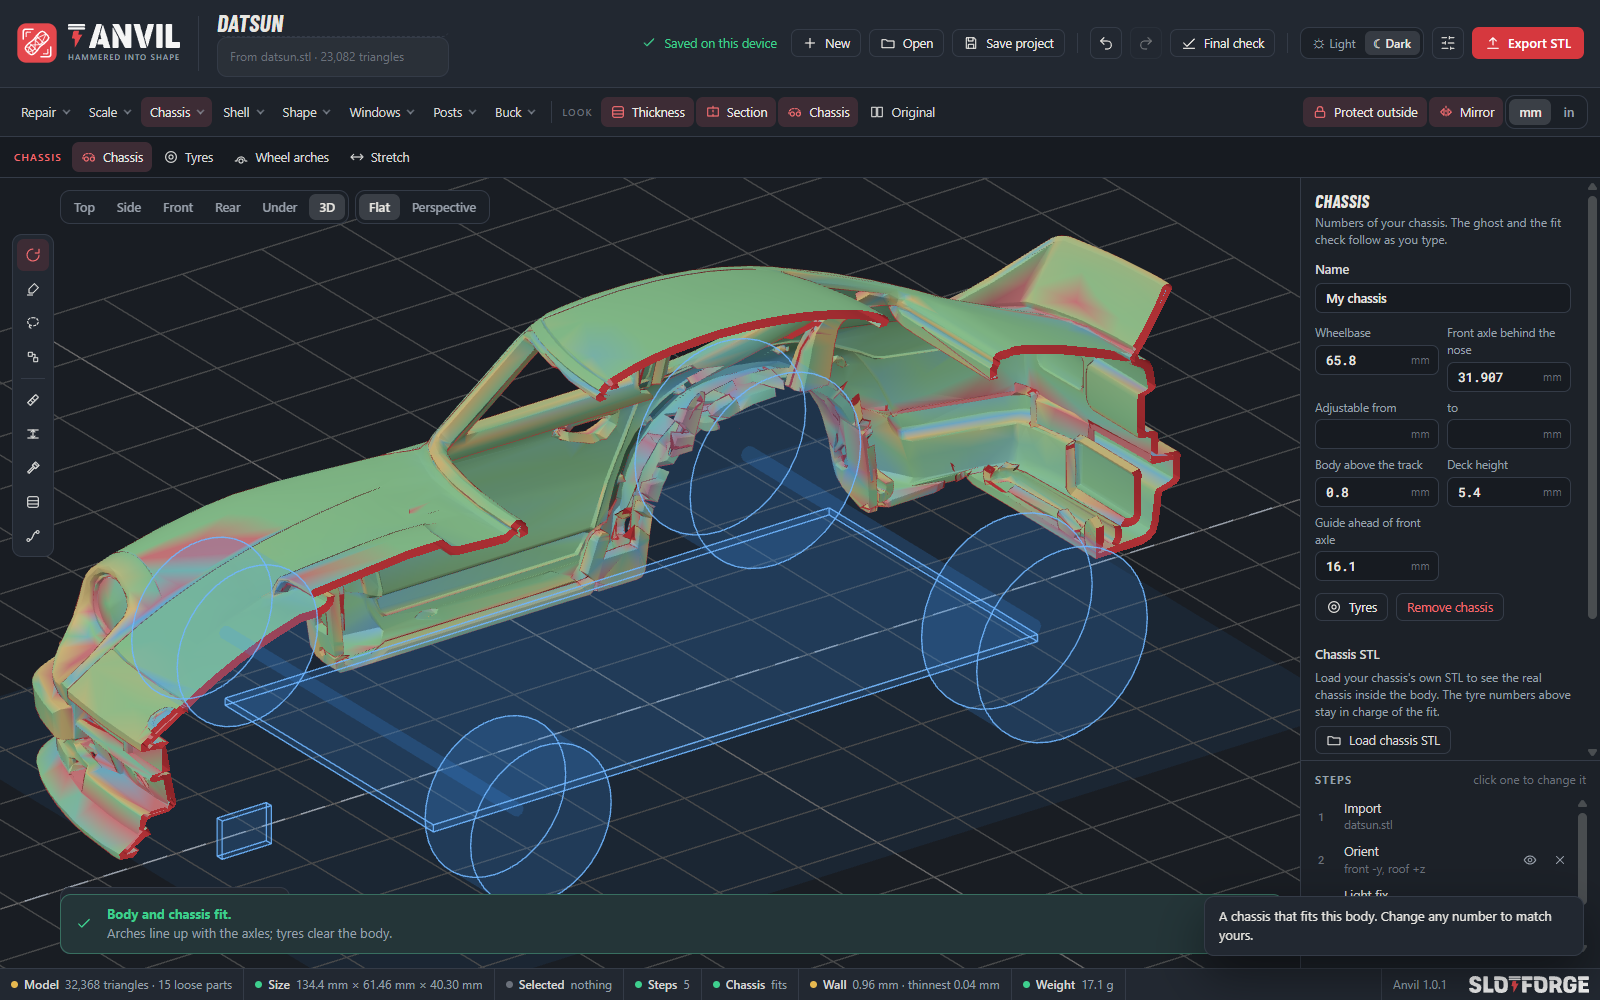 ANVIL
HAMMERED INTO SHAPE
DATSUN
From datsun.stl · 23,082 triangles
Saved on this device
New
Open
Save project
Final check
Light
Dark
Export STL
Repair
Scale
Chassis
Shell
Shape
Windows
Posts
Buck
LOOK
Thickness
Section
Chassis
Original
Protect outside
Mirror
mm
in
CHASSIS
Chassis
Tyres
Wheel arches
Stretch
Top
Side
Front
Rear
Under
3D
Flat
Perspective
CHASSIS
Numbers of your chassis. The ghost and the fit
check follow as you type.
Name
My chassis
Wheelbase
65.8 mm
Front axle behind the
nose
31.907 mm
Adjustable from
mm
to
mm
Body above the track
0.8 mm
Deck height
5.4 mm
Guide ahead of front
axle
16.1 mm
Tyres
Remove chassis
Chassis STL
Load your chassis's own STL to see the real
chassis inside the body. The tyre numbers above
stay in charge of the fit.
Load chassis STL
STEPS
click one to change it
1
Import
datsun.stl
2
Orient
front -y, roof +z
Light fix
Body and chassis fit.
Arches line up with the axles; tyres clear the body.
A chassis that fits this body. Change any number to match
yours.
Model 32,368 triangles · 15 loose parts
Size 134.4 mm × 61.46 mm × 40.30 mm
Selected nothing
Steps 5
Chassis fits
Wall 0.96 mm · thinnest 0.04 mm
Weight 17.1 g
Anvil 1.0.1
SLOTFORGE